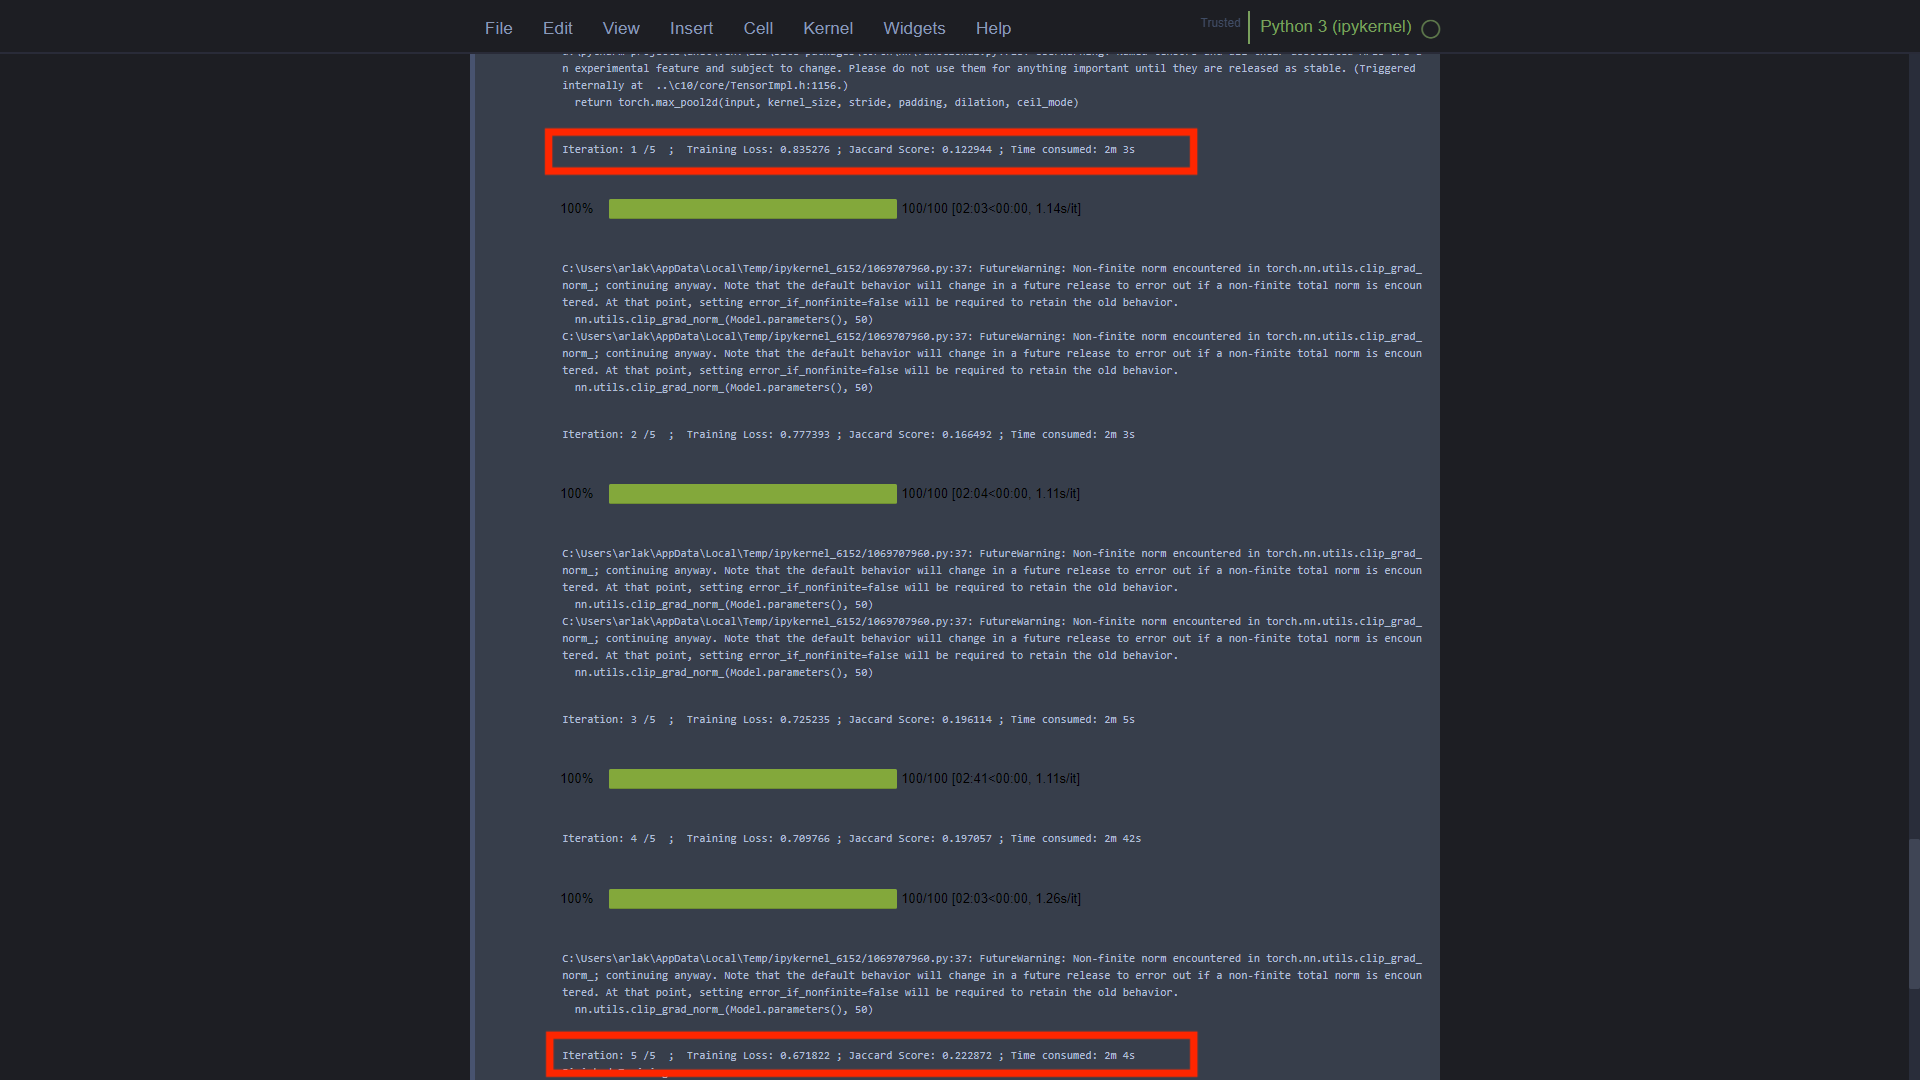 File Edit View Insert Cell Kernel Widgets Help Trusted Python 3 (ipykernel)
n experimental feature and subject to change. Please do not use them for anything important until they are released as stable. (Triggered
internally at  ..\c10/core/TensorImpl.h:1156.)
return torch.max_pool2d(input, kernel_size, stride, padding, dilation, ceil_mode)
Iteration: 1 /5  ;  Training Loss: 0.835276 ; Jaccard Score: 0.122944 ; Time consumed: 2m 3s
100% 100/100 [02:03<00:00, 1.14s/it]
C:\Users\arlak\AppData\Local\Temp/ipykernel_6152/1069707960.py:37: FutureWarning: Non-finite norm encountered in torch.nn.utils.clip_grad_
norm_; continuing anyway. Note that the default behavior will change in a future release to error out if a non-finite total norm is encoun
tered. At that point, setting error_if_nonfinite=false will be required to retain the old behavior.
nn.utils.clip_grad_norm_(Model.parameters(), 50)
C:\Users\arlak\AppData\Local\Temp/ipykernel_6152/1069707960.py:37: FutureWarning: Non-finite norm encountered in torch.nn.utils.clip_grad_
norm_; continuing anyway. Note that the default behavior will change in a future release to error out if a non-finite total norm is encoun
tered. At that point, setting error_if_nonfinite=false will be required to retain the old behavior.
nn.utils.clip_grad_norm_(Model.parameters(), 50)
Iteration: 2 /5  ;  Training Loss: 0.777393 ; Jaccard Score: 0.166492 ; Time consumed: 2m 3s
100% 100/100 [02:04<00:00, 1.11s/it]
C:\Users\arlak\AppData\Local\Temp/ipykernel_6152/1069707960.py:37: FutureWarning: Non-finite norm encountered in torch.nn.utils.clip_grad_
norm_; continuing anyway. Note that the default behavior will change in a future release to error out if a non-finite total norm is encoun
tered. At that point, setting error_if_nonfinite=false will be required to retain the old behavior.
nn.utils.clip_grad_norm_(Model.parameters(), 50)
C:\Users\arlak\AppData\Local\Temp/ipykernel_6152/1069707960.py:37: FutureWarning: Non-finite norm encountered in torch.nn.utils.clip_grad_
norm_; continuing anyway. Note that the default behavior will change in a future release to error out if a non-finite total norm is encoun
tered. At that point, setting error_if_nonfinite=false will be required to retain the old behavior.
nn.utils.clip_grad_norm_(Model.parameters(), 50)
Iteration: 3 /5  ;  Training Loss: 0.725235 ; Jaccard Score: 0.196114 ; Time consumed: 2m 5s
100% 100/100 [02:41<00:00, 1.11s/it]
Iteration: 4 /5  ;  Training Loss: 0.709766 ; Jaccard Score: 0.197057 ; Time consumed: 2m 42s
100% 100/100 [02:03<00:00, 1.26s/it]
C:\Users\arlak\AppData\Local\Temp/ipykernel_6152/1069707960.py:37: FutureWarning: Non-finite norm encountered in torch.nn.utils.clip_grad_
norm_; continuing anyway. Note that the default behavior will change in a future release to error out if a non-finite total norm is encoun
tered. At that point, setting error_if_nonfinite=false will be required to retain the old behavior.
nn.utils.clip_grad_norm_(Model.parameters(), 50)
Iteration: 5 /5  ;  Training Loss: 0.671822 ; Jaccard Score: 0.222872 ; Time consumed: 2m 4s